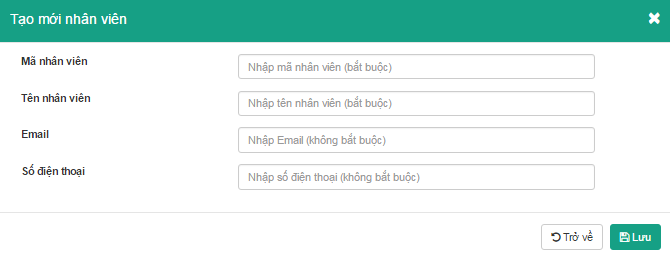 Tạo mới nhân viên
Mã nhân viên
Nhập mã nhân viên (bắt buộc)
Tên nhân viên
Nhập tên nhân viên (bắt buộc)
Email
Nhập Email (không bắt buộc)
Số điện thoại
Nhập số điện thoại (không bắt buộc)
Trở về Lưu